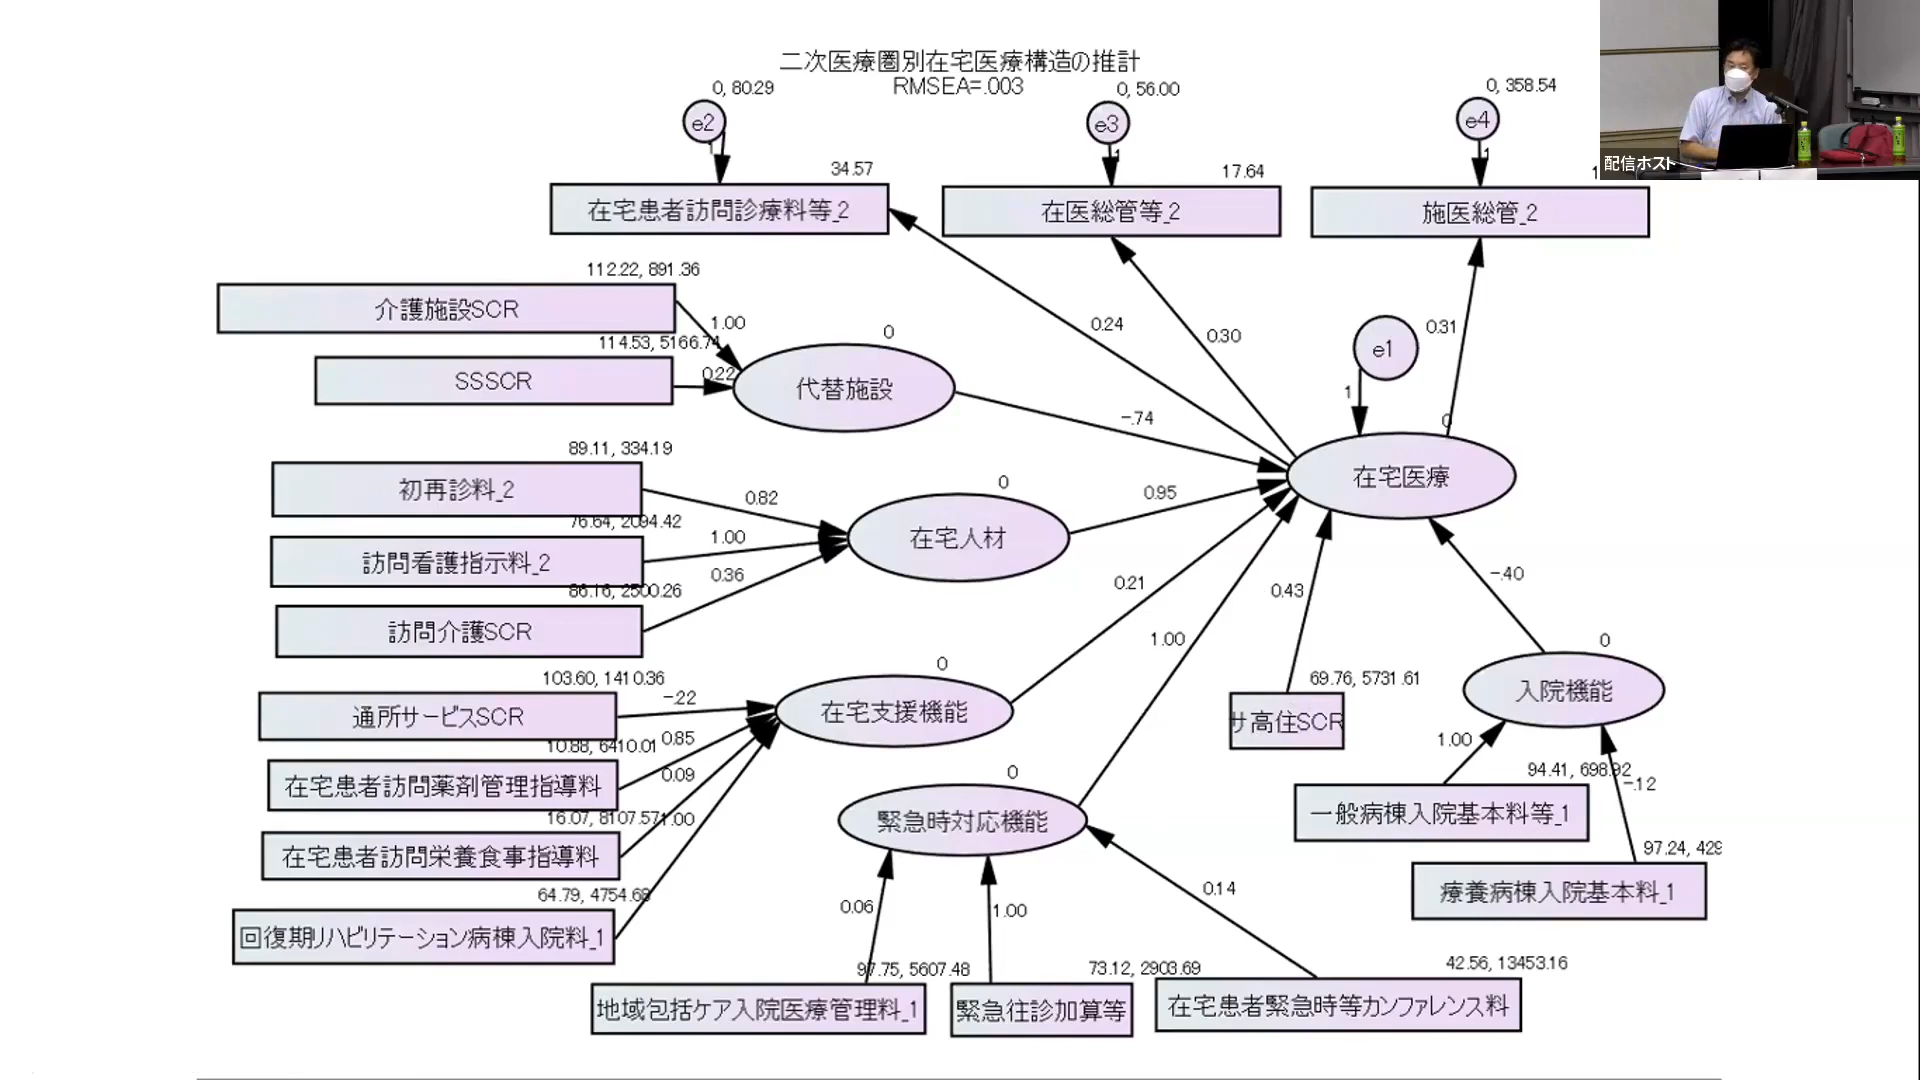 二次医療圏別在宅医療構造の推計
RMSEA=.003
0, 80.29
e2
1
34.57
在宅患者訪問診療料等_2
0, 56.00
e3
1
17.64
在医総管等_2
0, 358.54
e4
1
施医総管_2
配信ホスト
112.22, 891.36
介護施設SCR
1.00
SSSCR
0.22
0
代替施設
-.74
0.24
0.30
0.31
e1
1
0
在宅医療
89.11, 334.19
初再診料_2
0.82
76.64, 2094.42
訪問看護指示料_2
1.00
86.16, 2500.26
訪問介護SCR
0.36
0
在宅人材
0.95
103.60, 1410.36
通所サービスSCR
-.22
10.88, 6410.01
在宅患者訪問薬剤管理指導料
0.85
16.07, 8107.57
在宅患者訪問栄養食事指導料
0.09
64.79, 4754.68
回復期リハビリテーション病棟入院料_1
1.00
0
在宅支援機能
0.21
1.00
0.43
69.76, 5731.61
サ高住SCR
-.40
0
入院機能
1.00
94.41, 698.92
一般病棟入院基本料等_1
-.12
97.24, 429
療養病棟入院基本料_1
0
緊急時対応機能
0.06
97.75, 5607.48
地域包括ケア入院医療管理料_1
1.00
73.12, 2903.69
緊急往診加算等
0.14
42.56, 13453.16
在宅患者緊急時等カンファレンス料